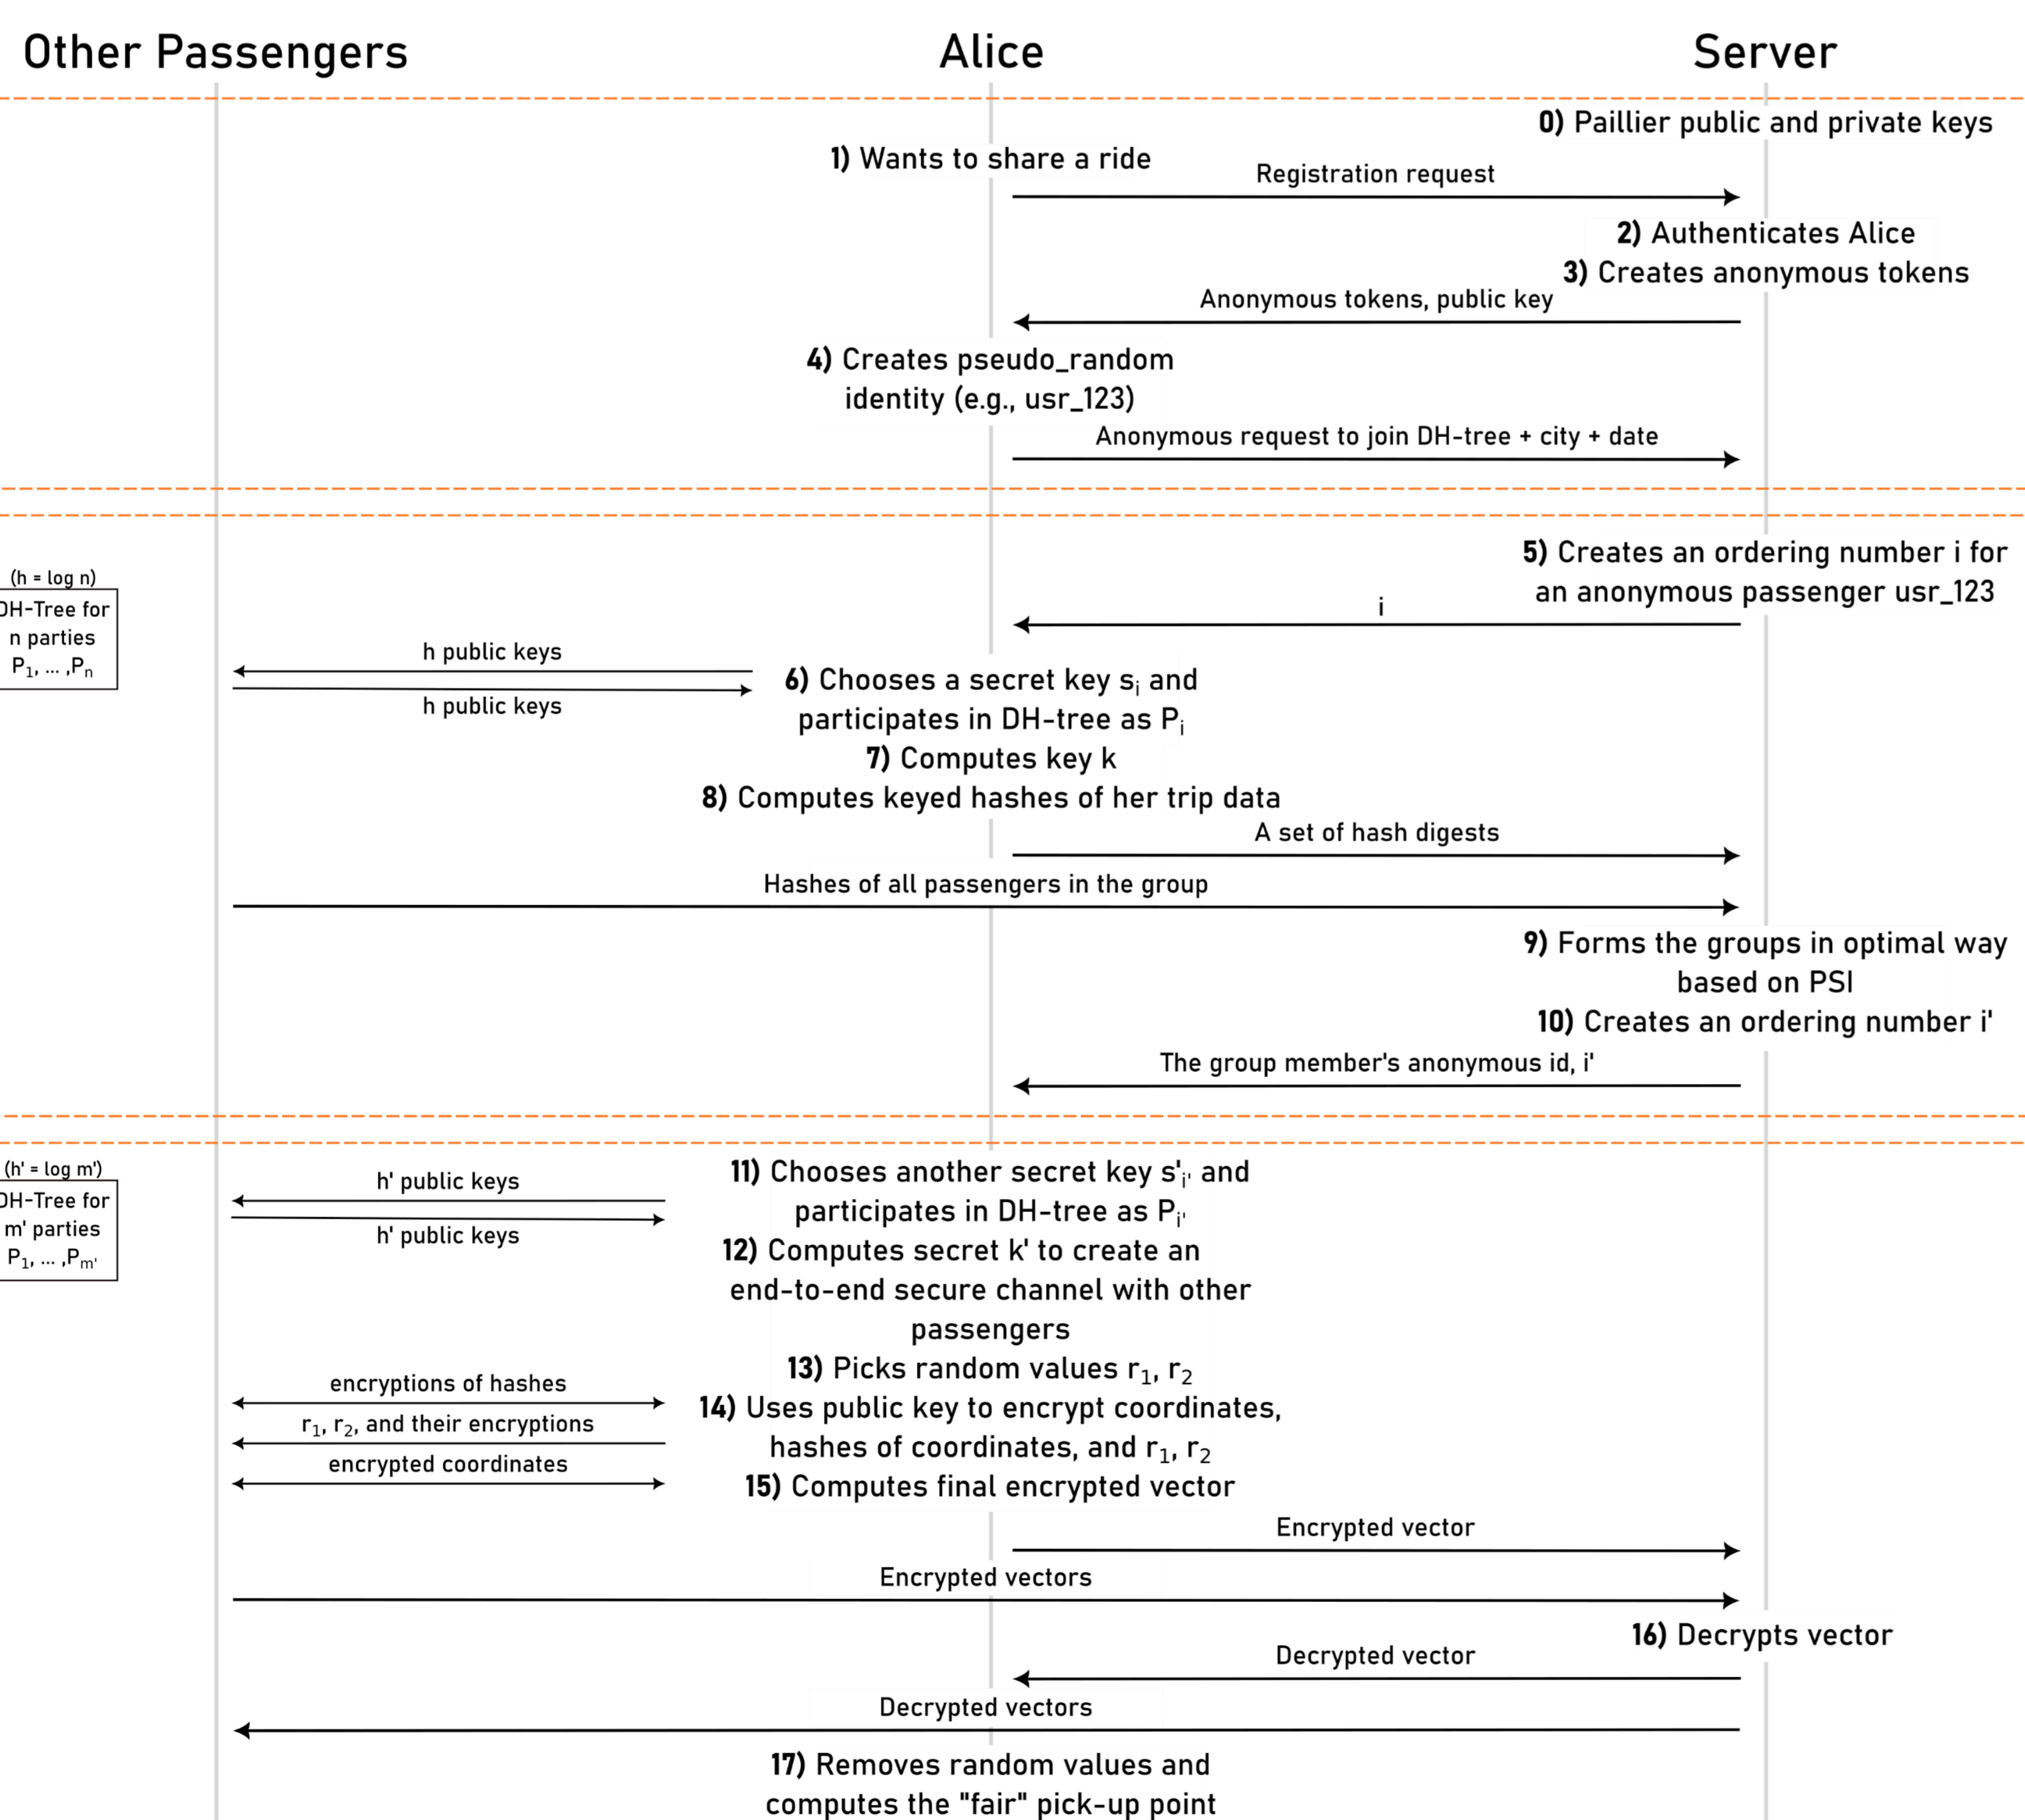 Other Passengers
Alice
Server
0) Paillier public and private keys
1) Wants to share a ride
Registration request
2) Authenticates Alice
3) Creates anonymous tokens
Anonymous tokens, public key
4) Creates pseudo_random
identity (e.g., usr_123)
Anonymous request to join DH-tree + city + date
5) Creates an ordering number i for
an anonymous passenger usr_123
i
(h = log n)
DH-Tree for
n parties
P₁, ... ,Pₙ
h public keys
h public keys
6) Chooses a secret key sᵢ and
participates in DH-tree as Pᵢ
7) Computes key k
8) Computes keyed hashes of her trip data
A set of hash digests
Hashes of all passengers in the group
9) Forms the groups in optimal way
based on PSI
10) Creates an ordering number i'
The group member's anonymous id, i'
(h' = log m')
DH-Tree for
m' parties
P₁, ... ,Pₘ'
h' public keys
h' public keys
11) Chooses another secret key s'ᵢ' and
participates in DH-tree as Pᵢ'
12) Computes secret k' to create an
end-to-end secure channel with other
passengers
13) Picks random values r₁, r₂
encryptions of hashes
14) Uses public key to encrypt coordinates,
r₁, r₂, and their encryptions
hashes of coordinates, and r₁, r₂
encrypted coordinates
15) Computes final encrypted vector
Encrypted vector
Encrypted vectors
16) Decrypts vector
Decrypted vector
Decrypted vectors
17) Removes random values and
computes the "fair" pick-up point